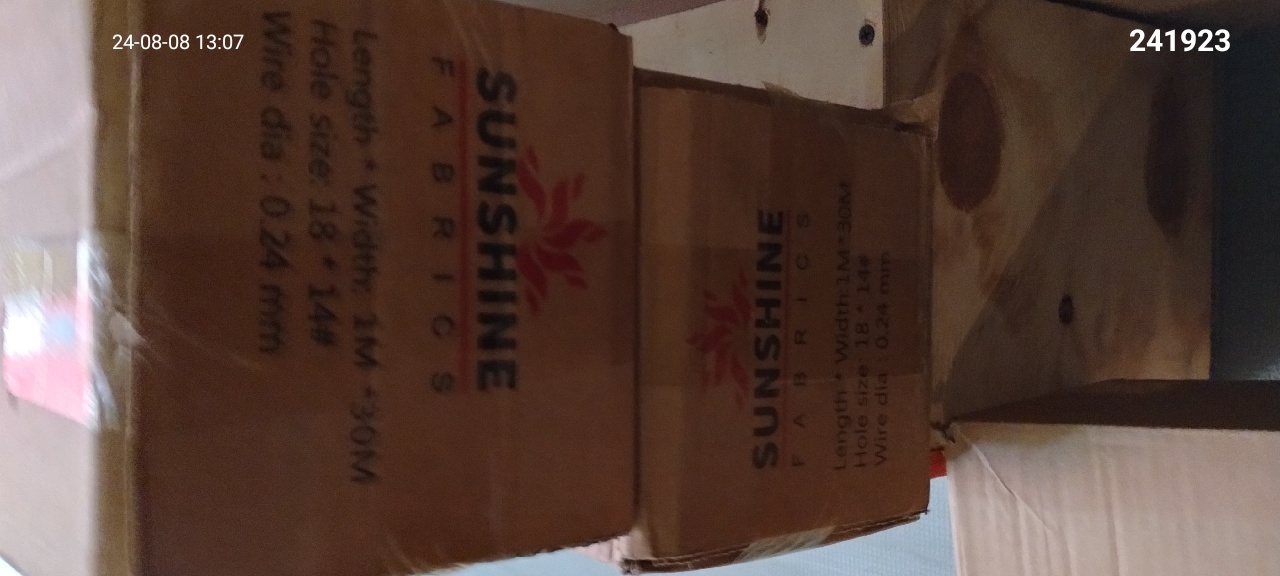 24-08-08 13:07
241923
SUNSHINE
FABRICS
Length * Width: 1M *30M
Hole size: 18 * 14#
Wire dia : 0.24 mm
SUNSHINE
FABRICS
Length * Width:1M*30M
Hole size: 18 * 14#
Wire dia : 0.24 mm